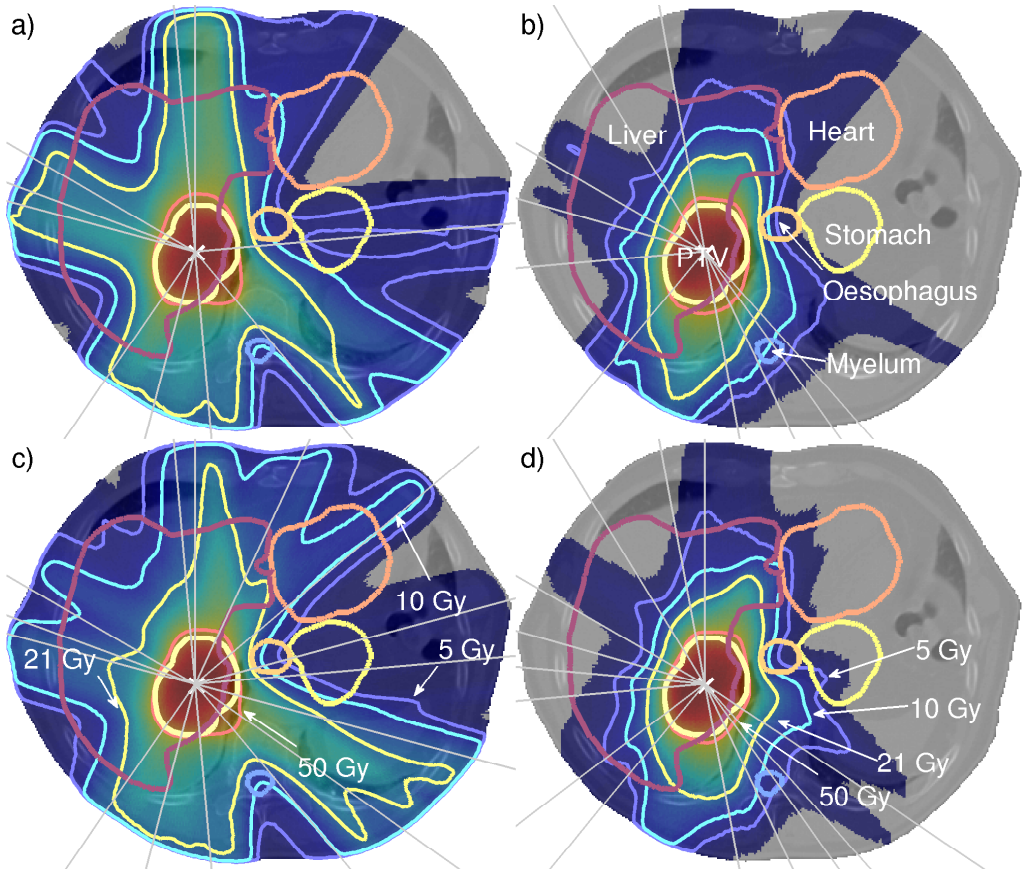 a)
b)
Liver
Heart
PTV
Stomach
Oesophagus
Myelum
c)
d)
10 Gy
5 Gy
21 Gy
50 Gy
5 Gy
10 Gy
21 Gy
50 Gy